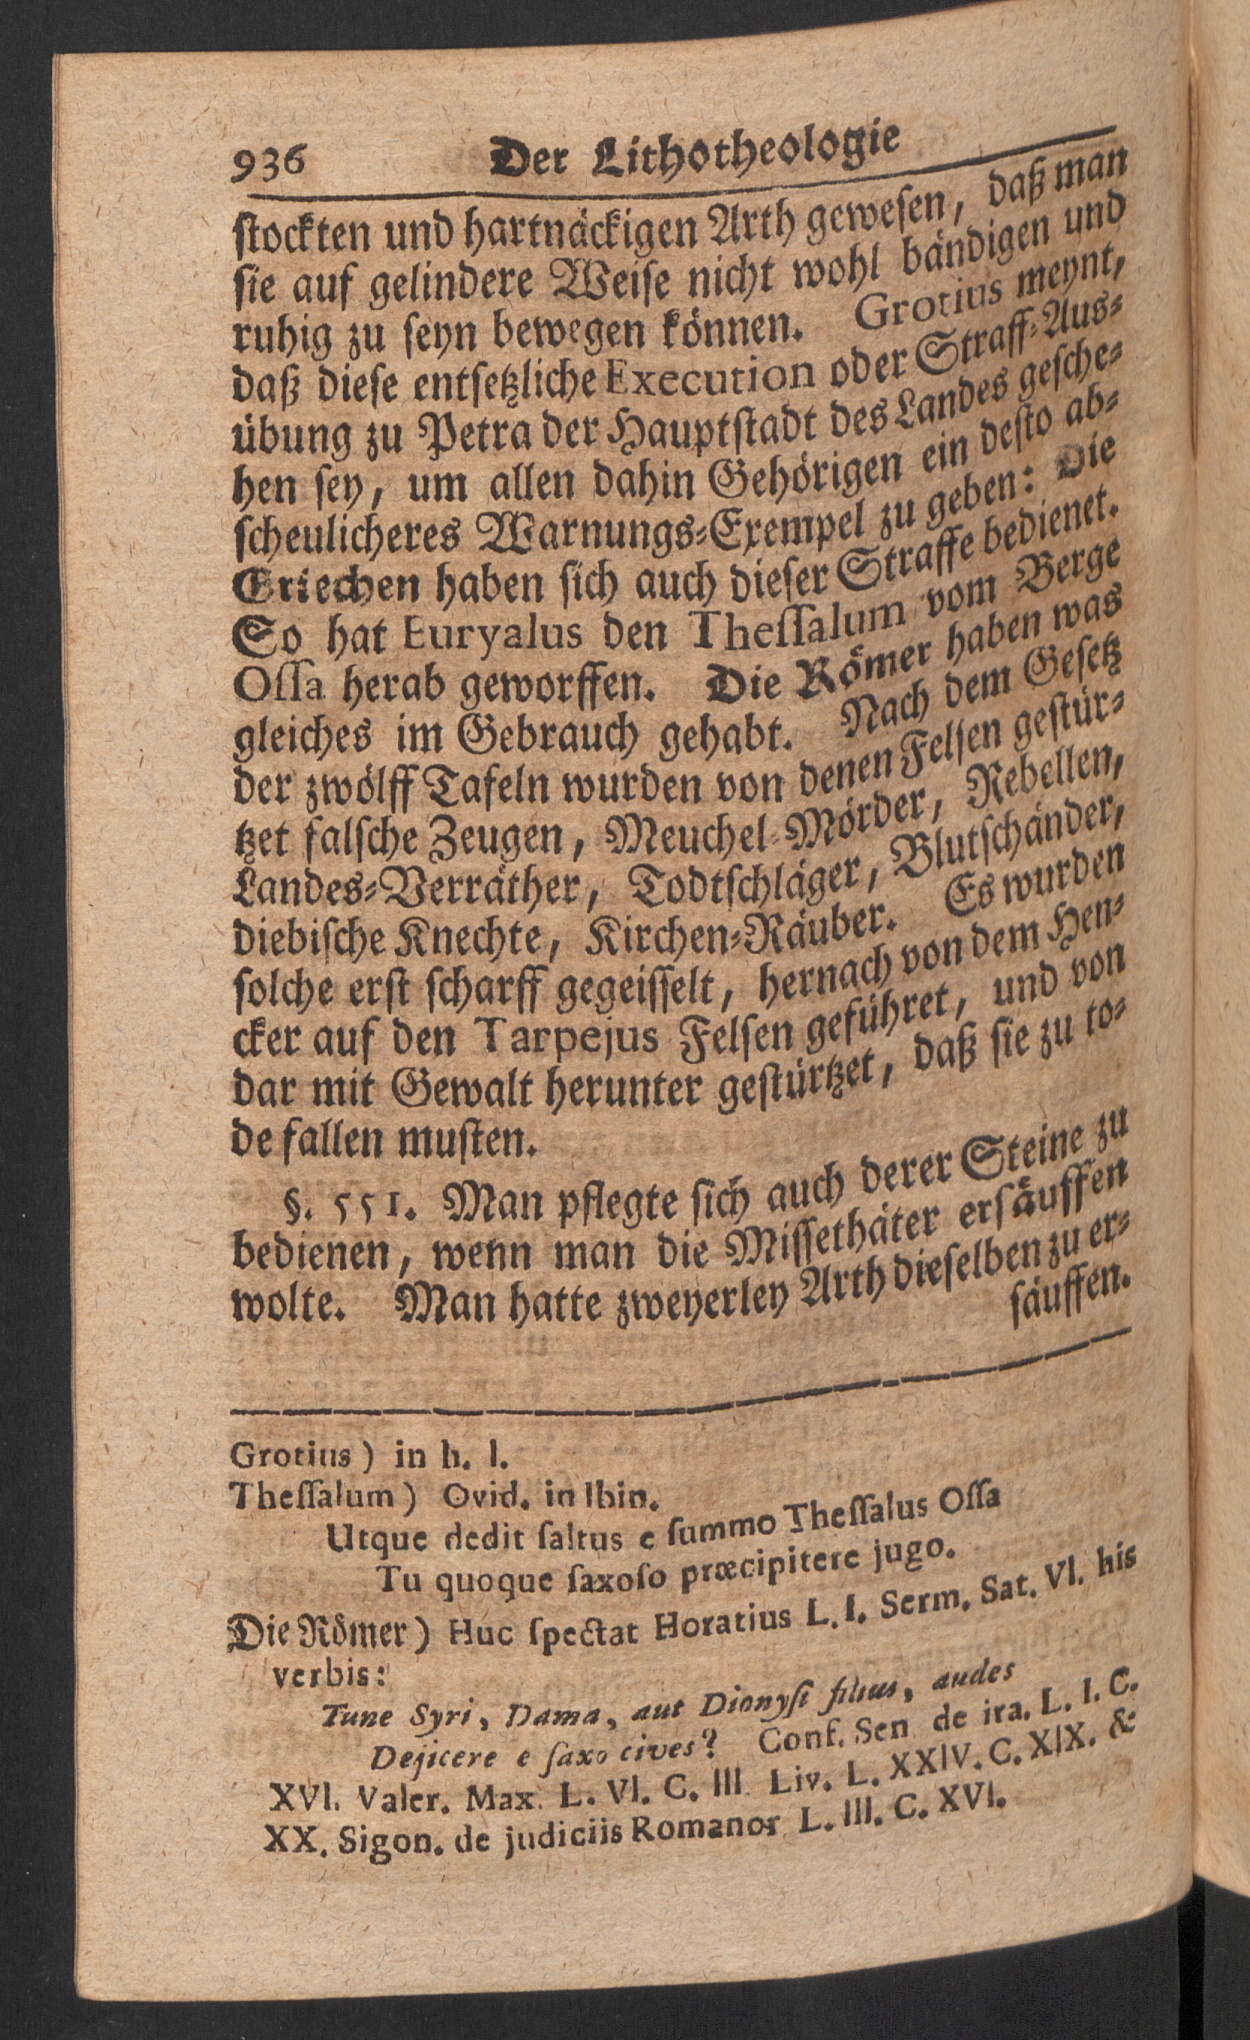 936 Der Lithotheologie
stockten und hartnäckigen Arth gewesen, daß man
sie auf gelindere Weise nicht wohl bändigen und
ruhig zu seyn bewegen können. Grotius meynt,
daß diese entsetzliche Execution oder Straff-Aus-
übung zu Petra der Hauptstadt des Landes gesche-
hen sey, um allen dahin Gehörigen ein desto ab-
scheulicheres Warnungs-Exempel zu geben: Die
Griechen haben sich auch dieser Straffe bedienet.
So hat Euryalus den Thessalum vom Berge
Ossa herab geworffen. Die Römer haben was
gleiches im Gebrauch gehabt. Nach dem Gesetz
der zwölff Tafeln wurden von denen Felsen gestür-
tzet falsche Zeugen, Meuchel-Mörder, Rebellen,
Landes-Verräther, Todtschläger, Blutschänder,
diebische Knechte, Kirchen-Räuber. Es wurden
solche erst scharff gegeisselt, hernach von dem Hen-
cker auf den Tarpejus Felsen geführet, und von
dar mit Gewalt herunter gestürtzet, daß sie zu to-
de fallen musten.
§. 551. Man pflegte sich auch derer Steine zu
bedienen, wenn man die Missethäter ersäuffen
wolte. Man hatte zweyerley Arth dieselben zu er-
säuffen.
Grotius) in h. l.
Thessalum) Ovid. in Ibin.
Utque dedit saltus e summo Thessalus Ossa
Tu quoque saxoso præcipitere jugo.
Die Römer) Huc spectat Horatius L. I. Serm. Sat. VI. his
verbis:
Tune Syri, Dama, aut Dionysi filius, audes
Dejicere e saxo cives? Conf. Sen de ira. L. I. C.
XVI. Valer. Max. L. VI. C. III Liv. L. XXIV. C. XIX. &
XX. Sigon. de judiciis Romanor L. III. C. XVI.